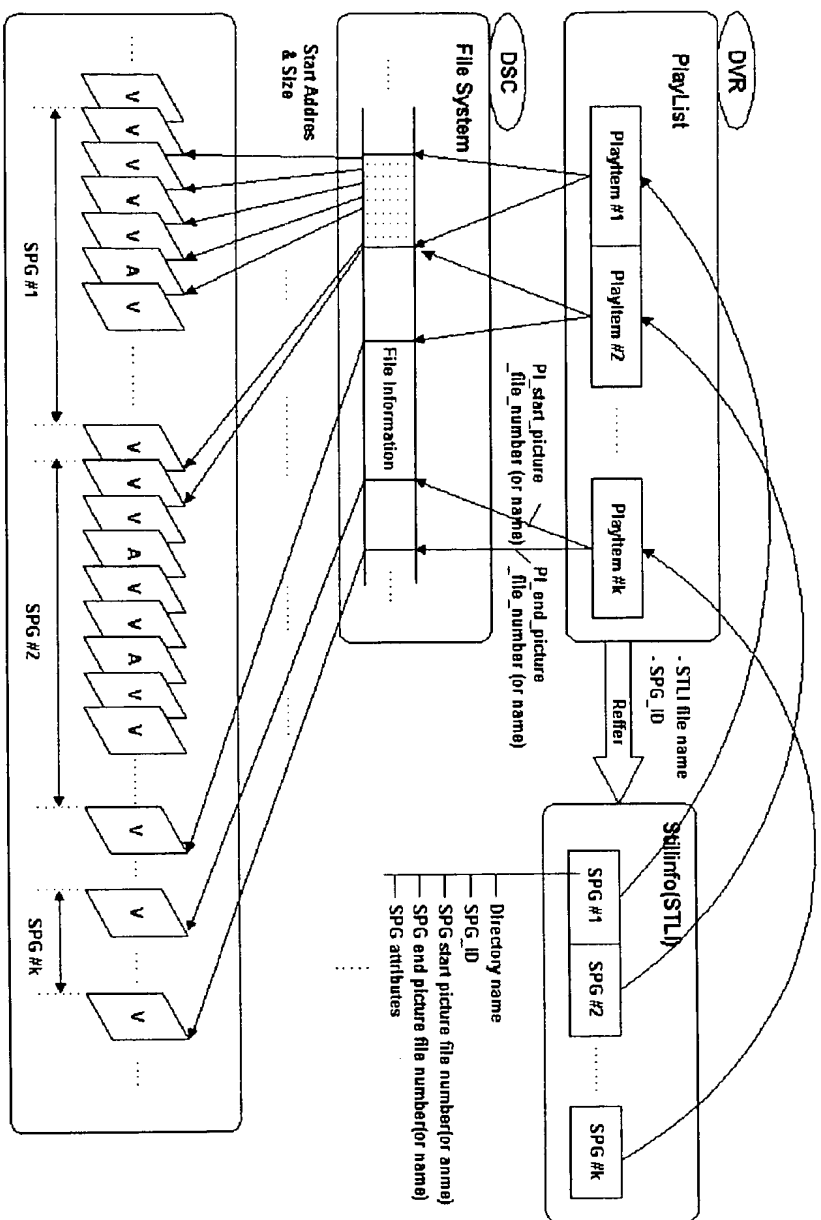 DVR
PlayList
PlayItem #1
PlayItem #2
......
PlayItem #k
- STLI file name
- SPG_ID
Reffer
Stillinfo(STLI)
SPG #1
SPG #2
......
SPG #k
Directory name
SPG_ID
SPG start picture file number(or anme)
SPG end picture file number(or name)
SPG attributes
......
PI_start_picture
_file_number (or name)
PI_end_picture
_file_number (or name)
DSC
File System
......
File Information
......
Start Addres
& Size
V
V
V
V
V
A
V
V
V
V
A
V
V
A
V
V
V
V
V
SPG #1
SPG #2
SPG #k